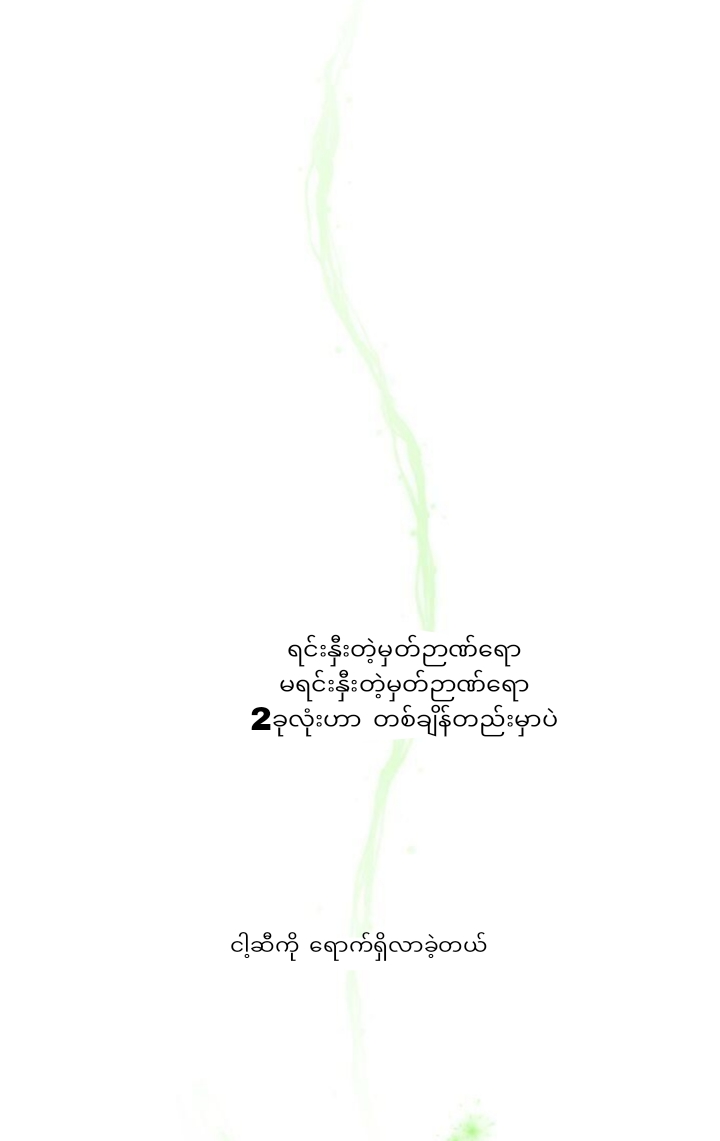 ရင်းနှီးတဲ့မှတ်ဉာဏ်ရော
မရင်းနှီးတဲ့မှတ်ဉာဏ်ရော
2ခုလုံးဟာ တစ်ချိန်တည်းမှာပဲ
ငါ့ဆီကို ရောက်ရှိလာခဲ့တယ်